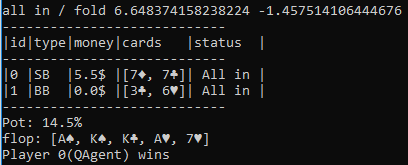 all in / fold 6.648374158238224 -1.457514106444676
----------------------------
|id|type|money|cards   |status  |
----------------------------
|0 |SB  |5.5$ |[7♦, 7♣]| All in |
|1 |BB  |0.0$ |[3♣, 6♥]| All in |
----------------------------
Pot: 14.5%
flop: [A♠, K♠, K♣, A♥, 7♥]
Player 0(QAgent) wins